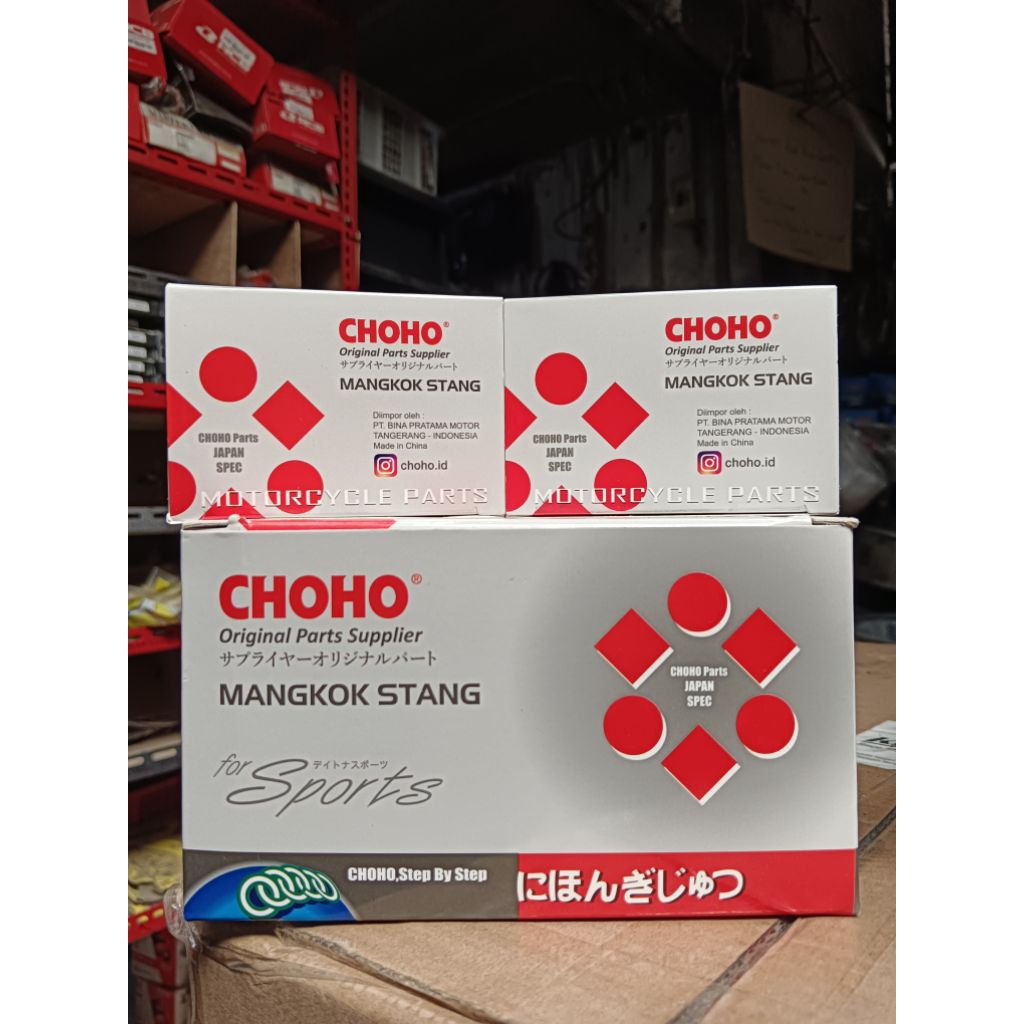 CHOHO®
Original Parts Supplier
サプライヤーオリジナルパート
MANGKOK STANG
Diimpor oleh :
PT. BINA PRATAMA MOTOR
TANGERANG - INDONESIA
Made in China
choho.id
CHOHO Parts
JAPAN
SPEC
MOTORCYCLE PARTS
CHOHO®
Original Parts Supplier
サプライヤーオリジナルパート
MANGKOK STANG
Diimpor oleh :
PT. BINA PRATAMA MOTOR
TANGERANG - INDONESIA
Made in China
choho.id
CHOHO Parts
JAPAN
SPEC
MOTORCYCLE PARTS
CHOHO®
Original Parts Supplier
サプライヤーオリジナルパート
MANGKOK STANG
for Sports
デイトナスポーツ
CHOHO Parts
JAPAN
SPEC
CHOHO,Step By Step
にほんぎじゅつ